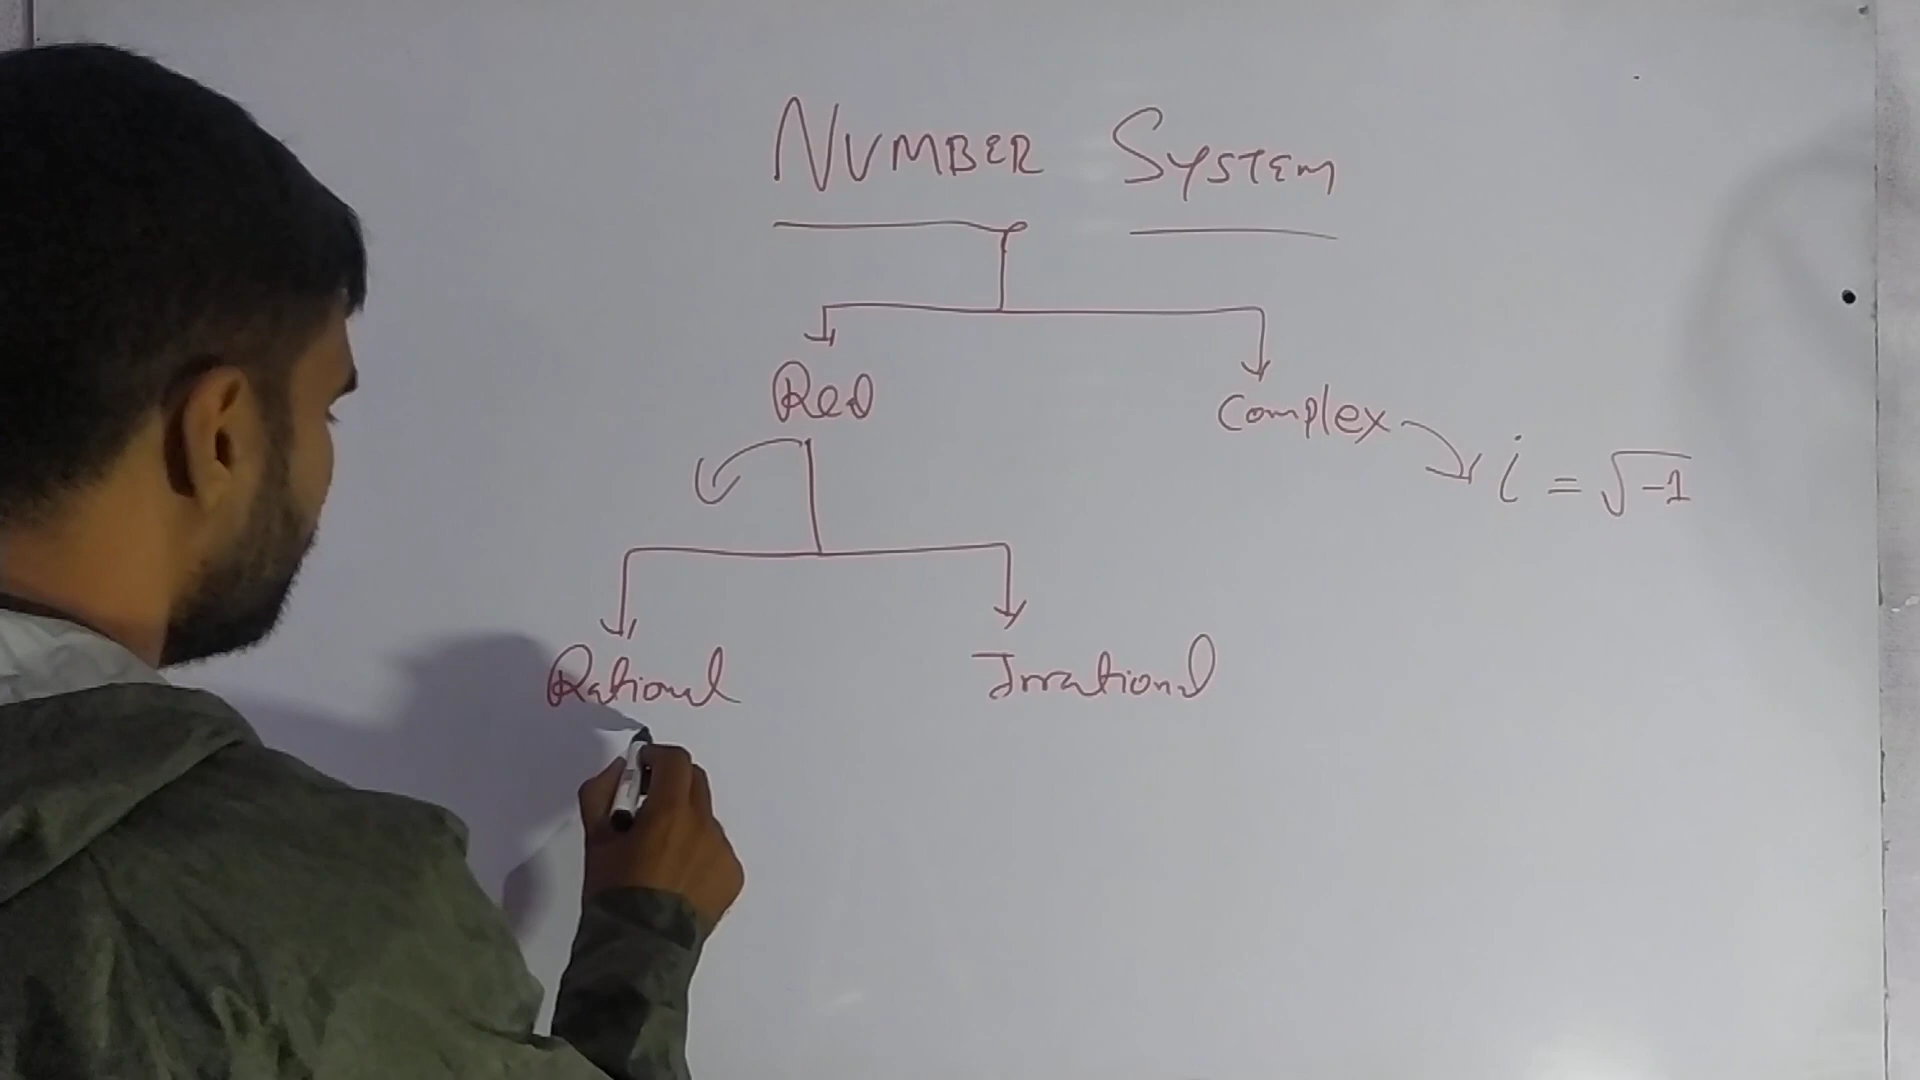 NUMBER SYSTEM
Real
Complex
i = √-1
Rational
Irrational